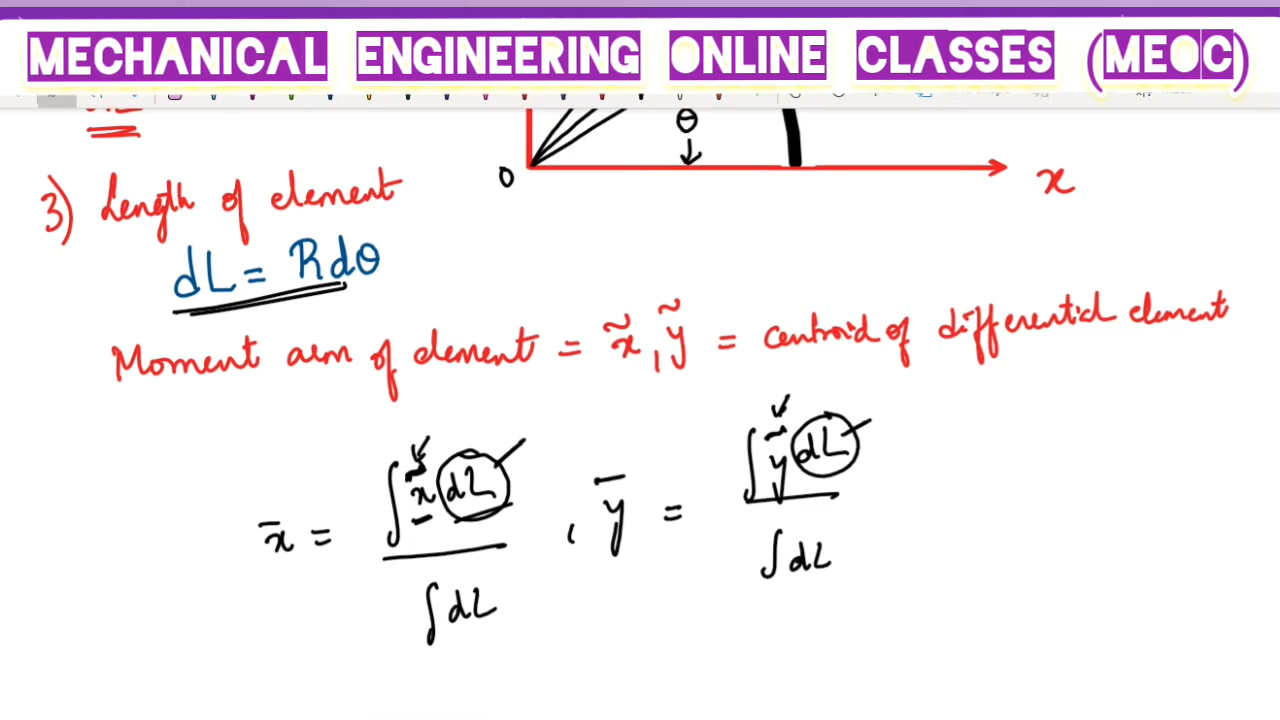 MECHANICAL ENGINEERING ONLINE CLASSES (MEOC)
θ
0
x
3) Length of element
dL = Rdθ
Moment arm of element = x̃, ỹ = centroid of differential element
x̄ = ∫ x̃ dL / ∫ dL , ȳ = ∫ ỹ dL / ∫ dL